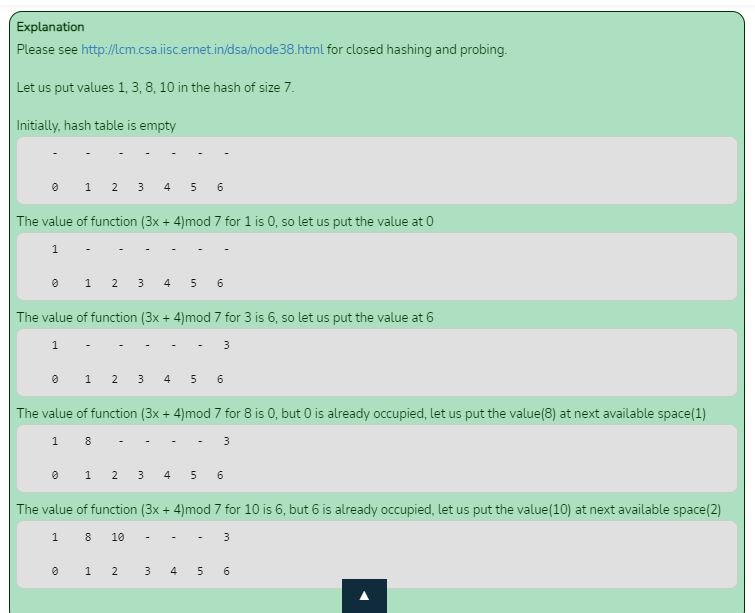 Explanation
Please see http://lcm.csa.iisc.ernet.in/dsa/node38.html for closed hashing and probing.
Let us put values 1, 3, 8, 10 in the hash of size 7.
Initially, hash table is empty
- - - - - - -
0 1 2 3 4 5 6
The value of function (3x + 4)mod 7 for 1 is 0, so let us put the value at 0
1 - - - - - -
0 1 2 3 4 5 6
The value of function (3x + 4)mod 7 for 3 is 6, so let us put the value at 6
1 - - - - - 3
0 1 2 3 4 5 6
The value of function (3x + 4)mod 7 for 8 is 0, but 0 is already occupied, let us put the value(8) at next available space(1)
1 8 - - - - 3
0 1 2 3 4 5 6
The value of function (3x + 4)mod 7 for 10 is 6, but 6 is already occupied, let us put the value(10) at next available space(2)
1 8 10 - - - 3
0 1 2 3 4 5 6